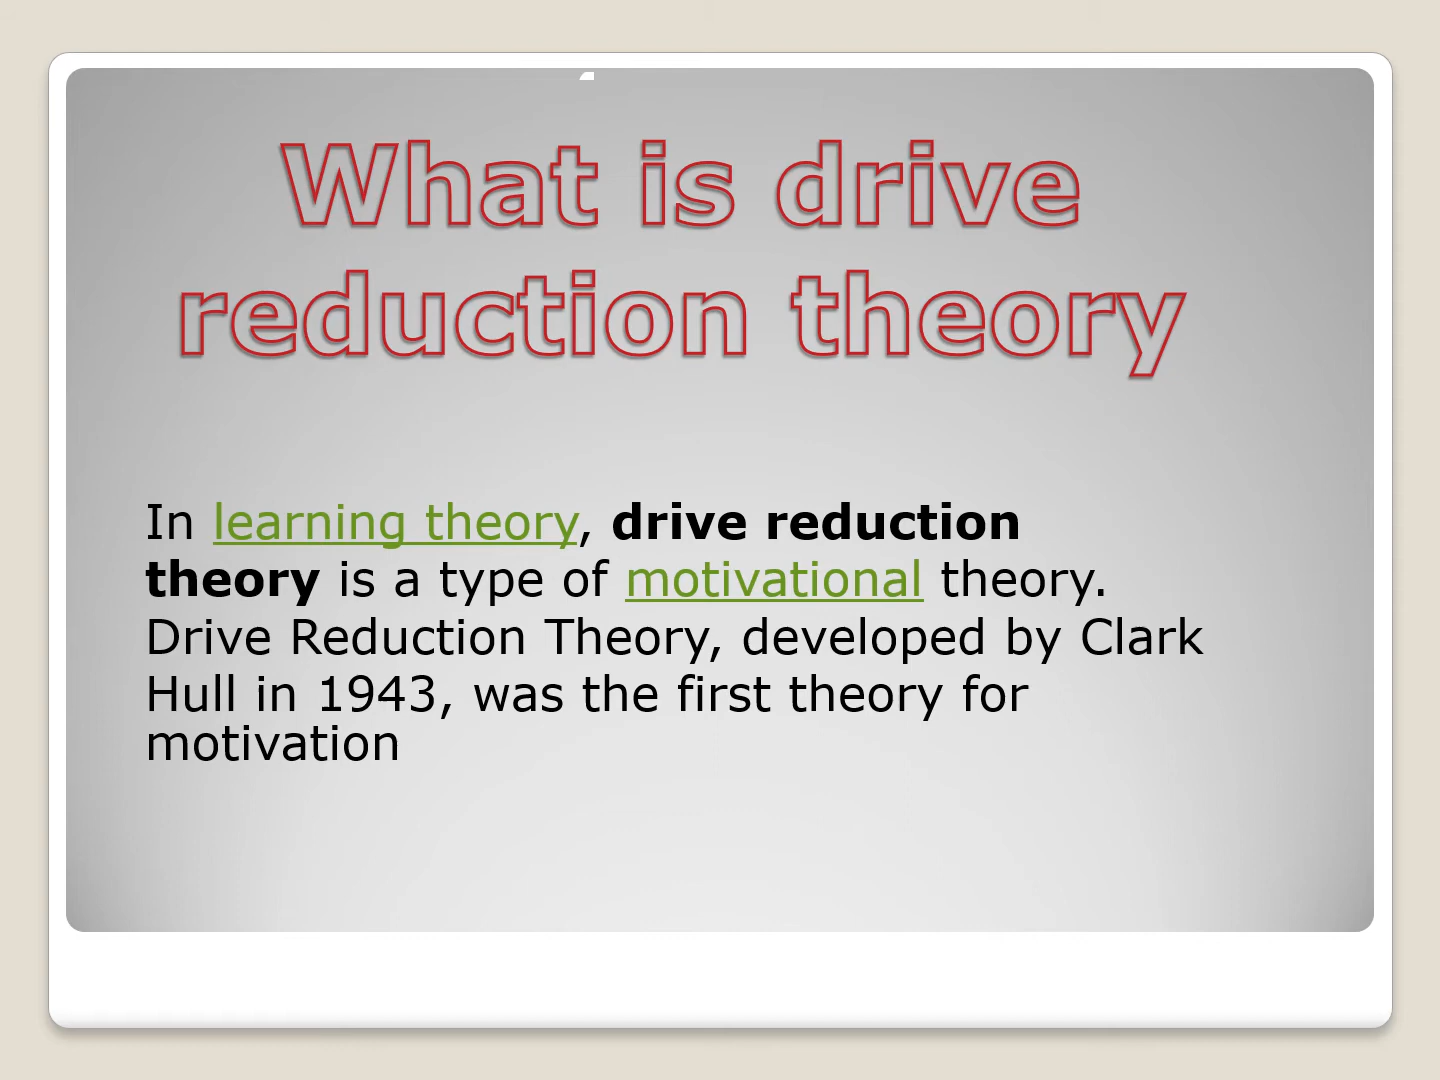 What is drive
reduction theory
In learning theory, drive reduction
theory is a type of motivational theory.
Drive Reduction Theory, developed by Clark
Hull in 1943, was the first theory for
motivation